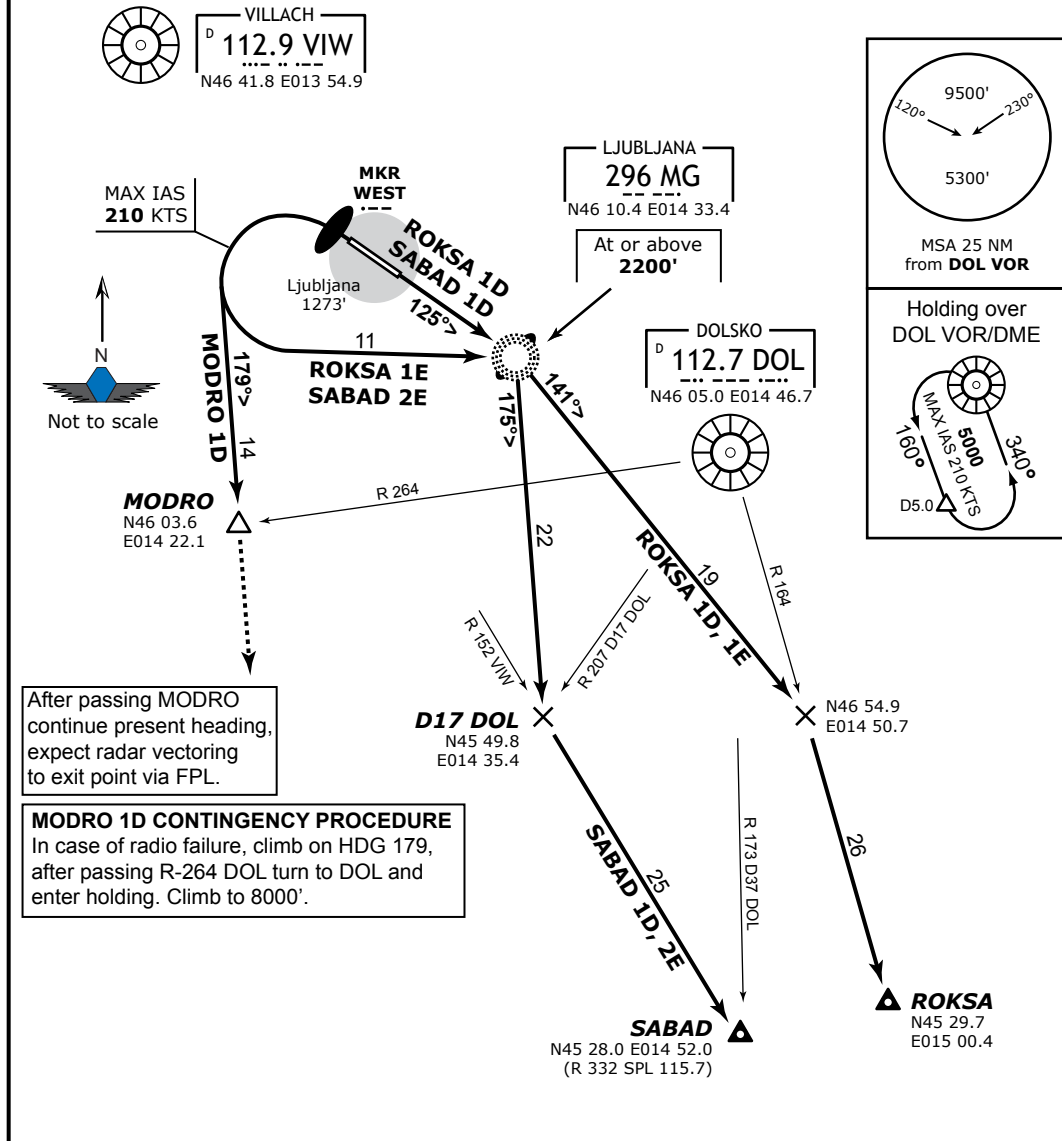 VILLACH
D 112.9 VIW
N46 41.8 E013 54.9
9500'
120°
230°
5300'
MSA 25 NM
from DOL VOR
LJUBLJANA
296 MG
N46 10.4 E014 33.4
MAX IAS
210 KTS
MKR
WEST
ROKSA 1D
SABAD 1D
125°>
At or above
2200'
Ljubljana
1273'
Holding over
DOL VOR/DME
5000
MAX IAS 210 KTS
160°
340°
D5.0
DOLSKO
D 112.7 DOL
N46 05.0 E014 46.7
11
ROKSA 1E
SABAD 2E
N
Not to scale
179°>
MODRO 1D
14
175°>
141°>
MODRO
N46 03.6
E014 22.1
R 264
22
19
ROKSA 1D, 1E
R 164
R 152 VIW
R 207 D17 DOL
After passing MODRO
continue present heading,
expect radar vectoring
to exit point via FPL.
D17 DOL
N45 49.8
E014 35.4
N46 54.9
E014 50.7
MODRO 1D CONTINGENCY PROCEDURE
In case of radio failure, climb on HDG 179,
after passing R-264 DOL turn to DOL and
enter holding. Climb to 8000'.
25
SABAD 1D, 2E
R 173 D37 DOL
26
SABAD
N45 28.0 E014 52.0
(R 332 SPL 115.7)
ROKSA
N45 29.7
E015 00.4